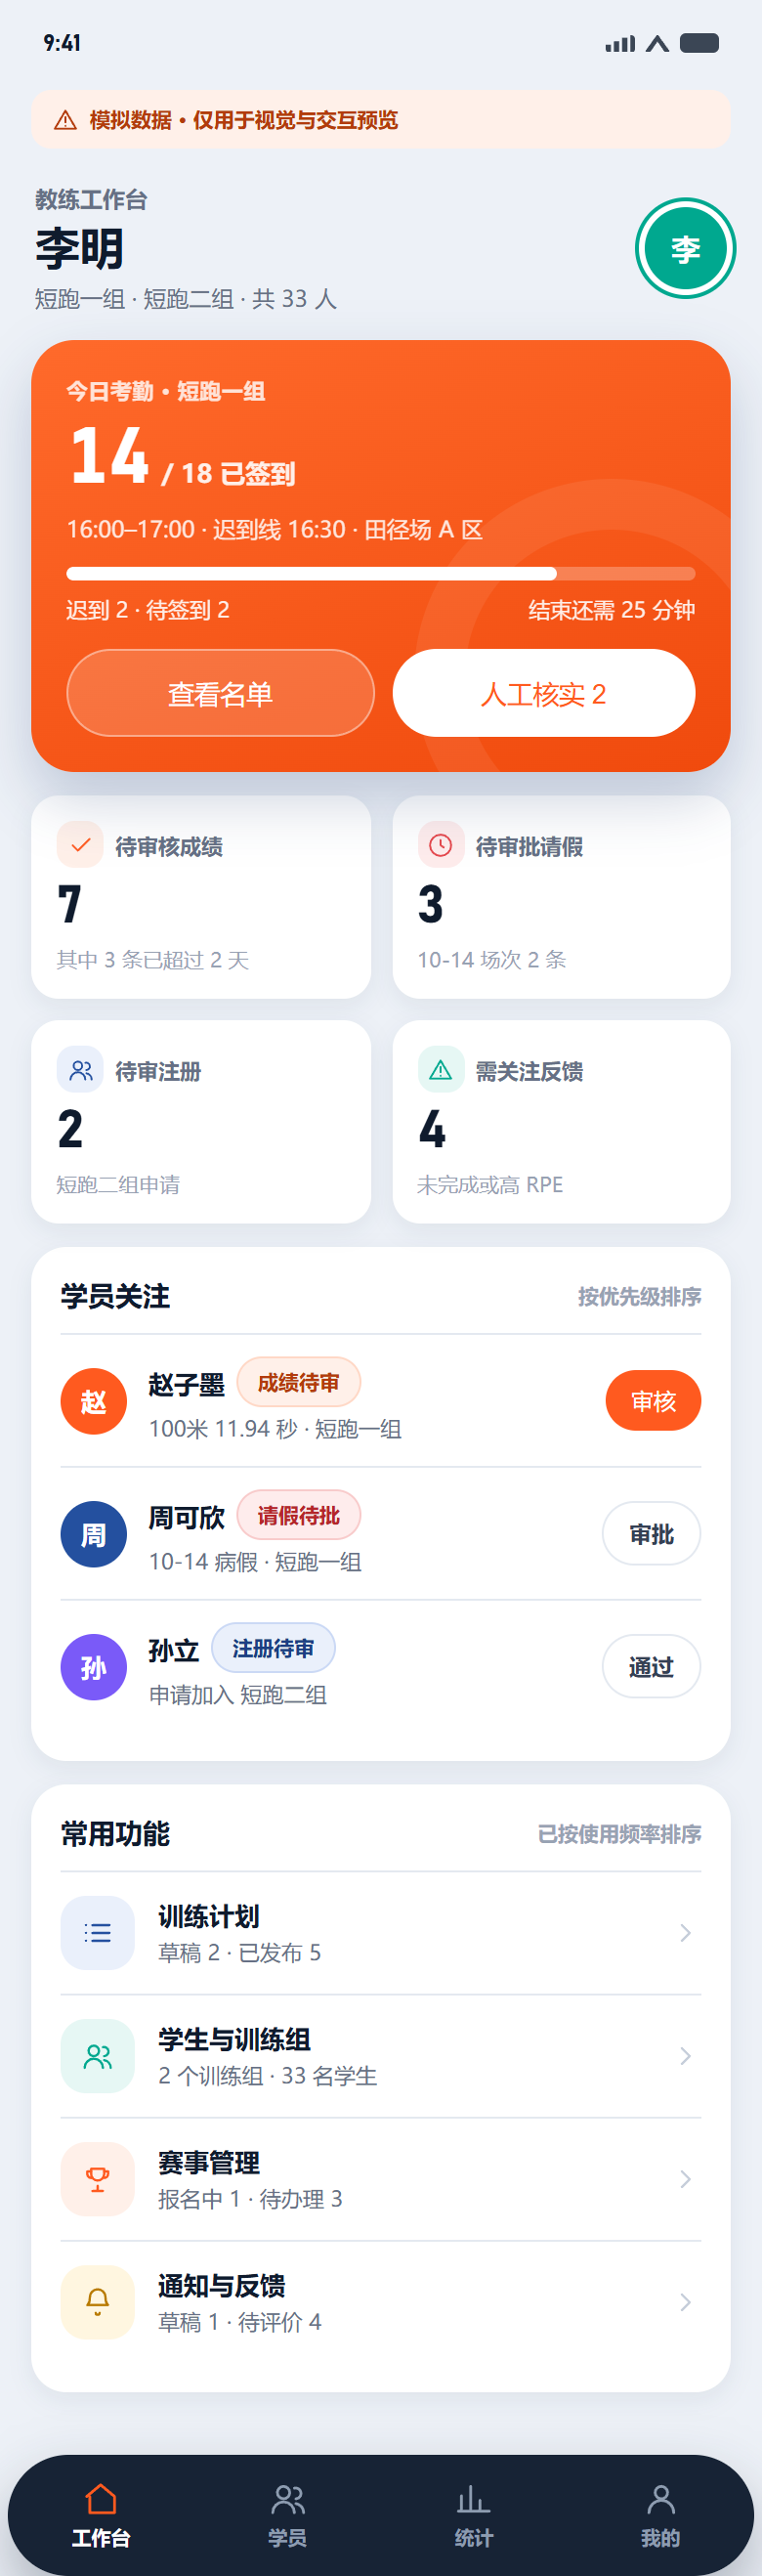 9:41
模拟数据 • 仅用于视觉与交互预览
教练工作台
李明
李
短跑一组 · 短跑二组 · 共 33 人
今日考勤 • 短跑一组
14 / 18 已签到
16:00–17:00 · 迟到线 16:30 · 田径场 A 区
迟到 2 · 待签到 2
结束还需 25 分钟
查看名单
人工核实 2
待审核成绩
7
其中 3 条已超过 2 天
待审批请假
3
10-14 场次 2 条
待审注册
2
短跑二组申请
需关注反馈
4
未完成或高 RPE
学员关注
按优先级排序
赵
赵子墨 成绩待审
100米 11.94 秒 · 短跑一组
审核
周
周可欣 请假待批
10-14 病假 · 短跑一组
审批
孙
孙立 注册待审
申请加入 短跑二组
通过
常用功能
已按使用频率排序
训练计划
草稿 2 · 已发布 5
学生与训练组
2 个训练组 · 33 名学生
赛事管理
报名中 1 · 待办理 3
通知与反馈
草稿 1 · 待评价 4
工作台
学员
统计
我的